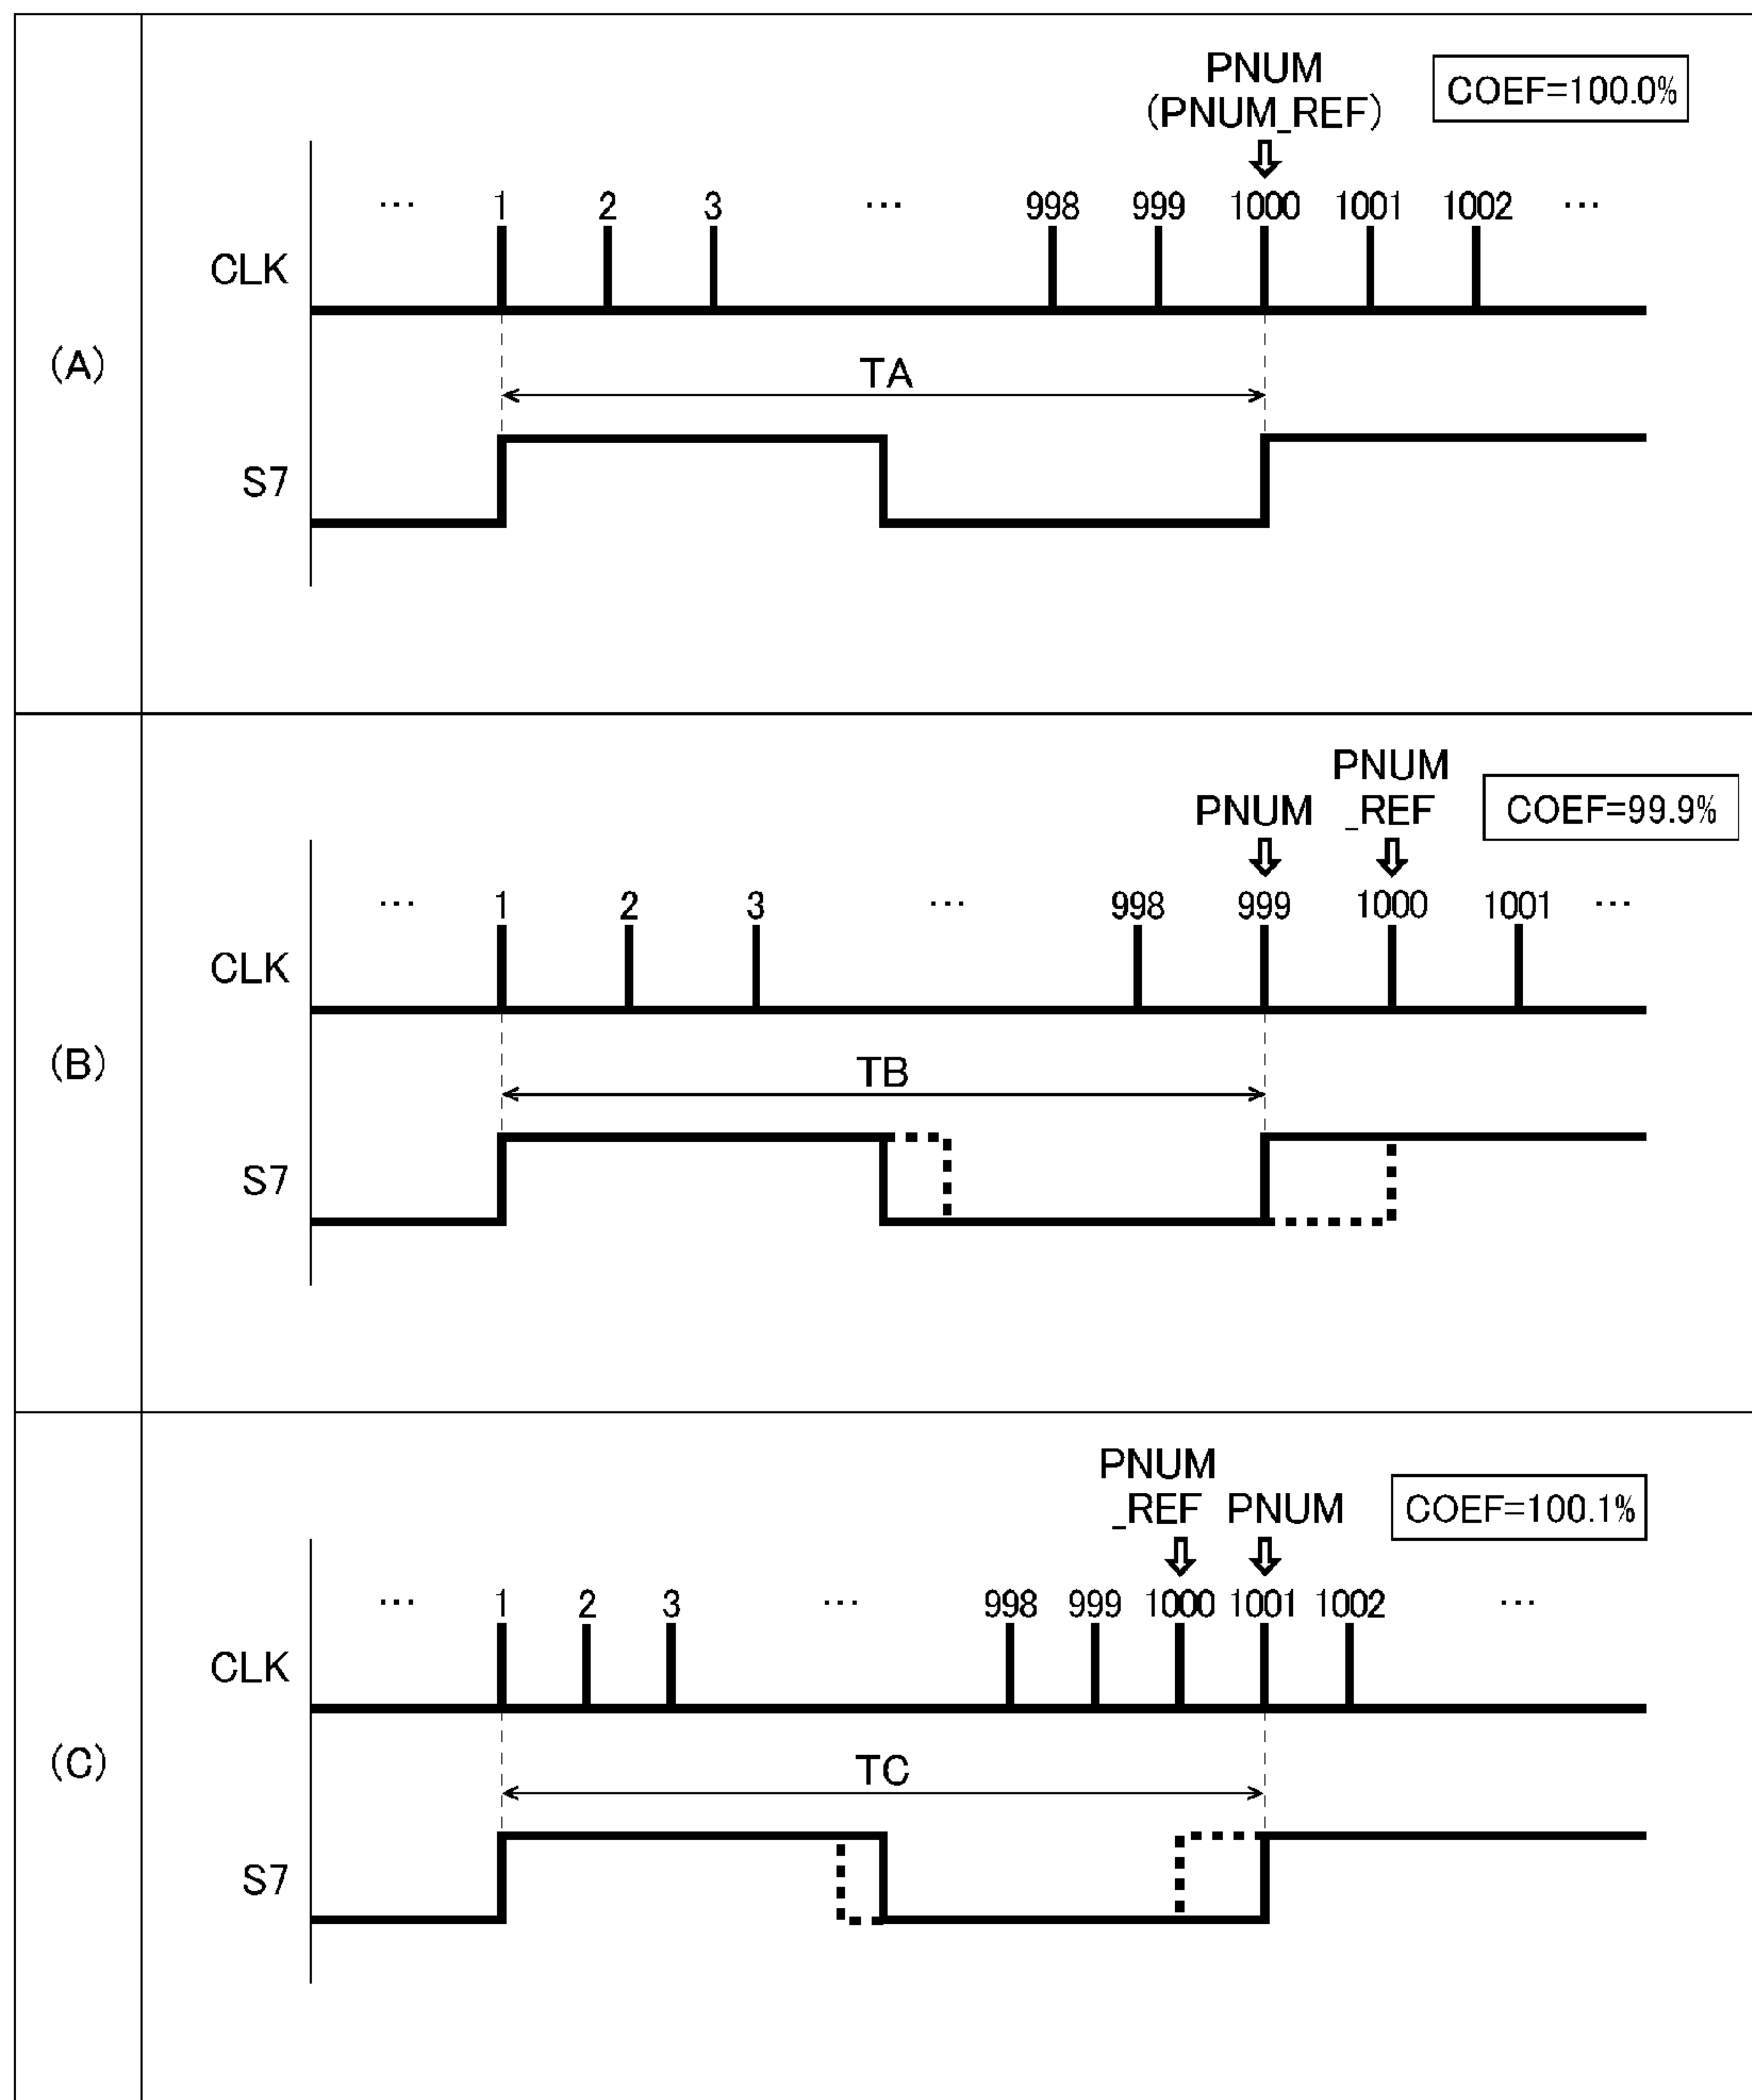 (A)
PNUM
(PNUM_REF)
COEF=100.0%
… 1 2 3 … 998 999 1000 1001 1002 …
CLK
TA
S7
(B)
PNUM
PNUM _REF
COEF=99.9%
… 1 2 3 … 998 999 1000 1001 …
CLK
TB
S7
(C)
PNUM
_REF PNUM
COEF=100.1%
… 1 2 3 … 998 999 1000 1001 1002 …
CLK
TC
S7